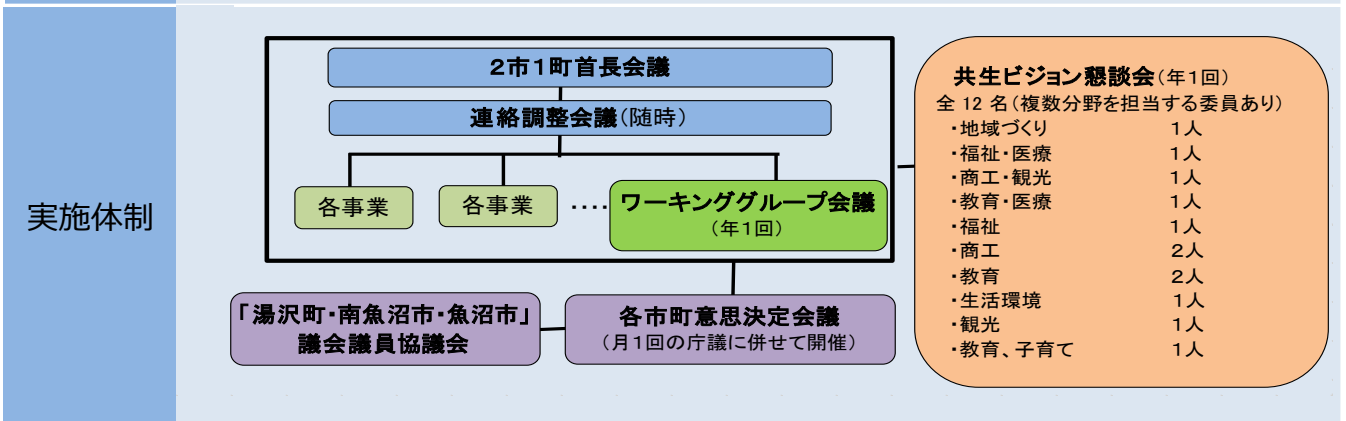 実施体制
2市1町首長会議
連絡調整会議(随時)
各事業
各事業
‥‥
ワーキンググループ会議
(年1回)
「湯沢町・南魚沼市・魚沼市」
議会議員協議会
各市町意思決定会議
(月1回の庁議に併せて開催)
共生ビジョン懇談会(年1回)
全 12 名(複数分野を担当する委員あり)
・地域づくり 1人
・福祉・医療 1人
・商工・観光 1人
・教育・医療 1人
・福祉 1人
・商工 2人
・教育 2人
・生活環境 1人
・観光 1人
・教育、子育て 1人